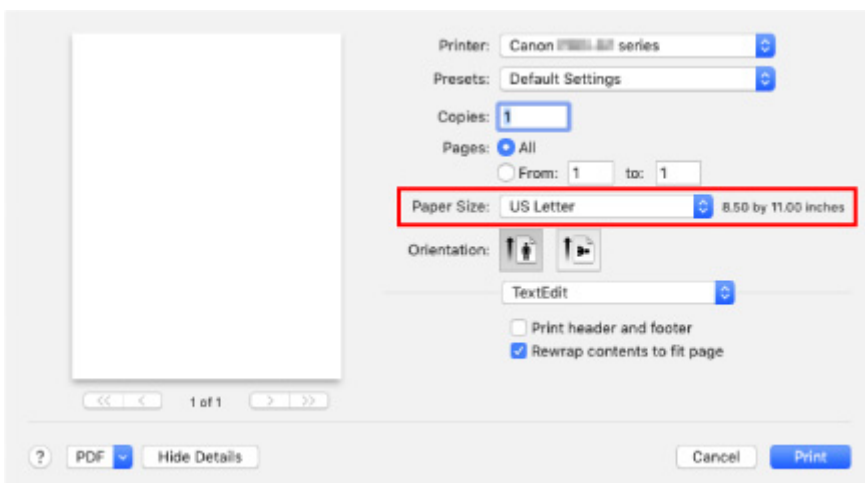 Printer: Canon series
Presets: Default Settings
Copies: 1
Pages: All
From: 1 to: 1
Paper Size: US Letter 8.50 by 11.00 inches
Orientation:
TextEdit
Print header and footer
Rewrap contents to fit page
<< < 1 of 1 > >>
? PDF Hide Details Cancel Print